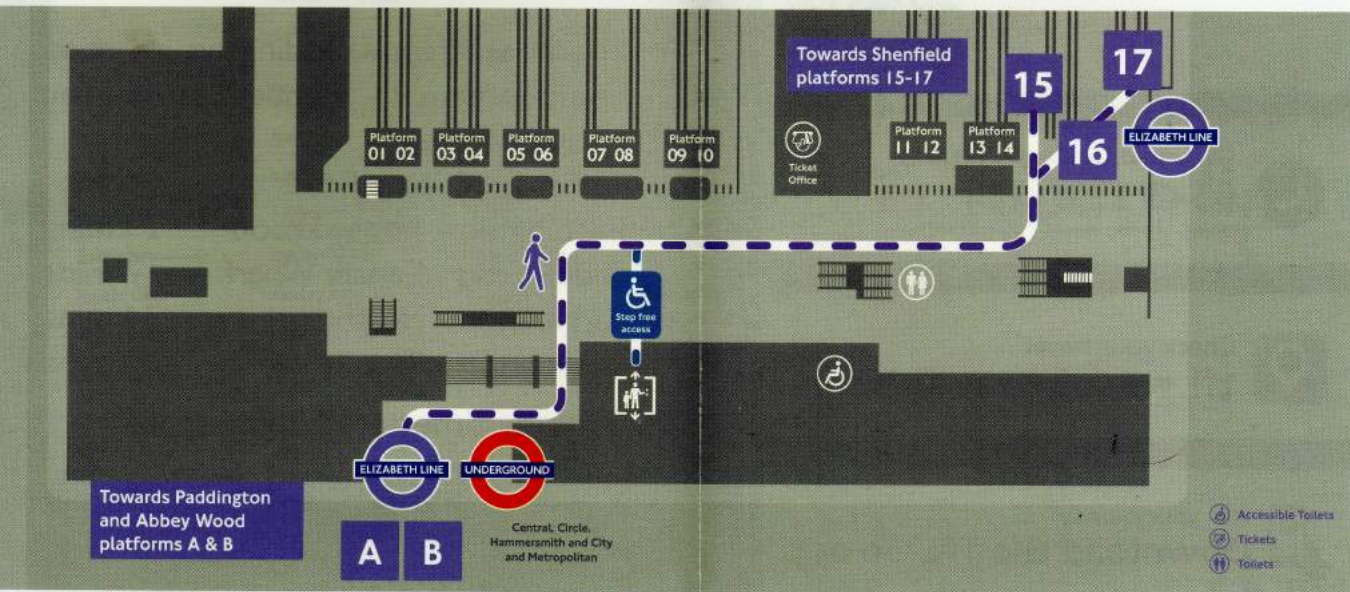 Towards Shenfield
platforms 15-17
15
17
16
ELIZABETH LINE
Platform
01 02
Platform
03 04
Platform
05 06
Platform
07 08
Platform
09 10
Ticket
Office
Platform
11 12
Platform
13 14
Step free
access
ELIZABETH LINE
UNDERGROUND
Towards Paddington
and Abbey Wood
platforms A & B
A
B
Central, Circle,
Hammersmith and City
and Metropolitan
Accessible Toilets
Tickets
Toilets